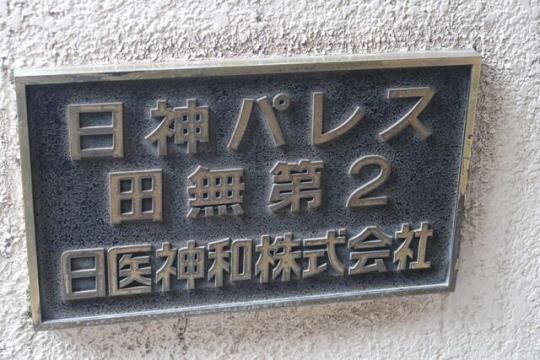 日神パレス
田無第2
日医神和株式会社